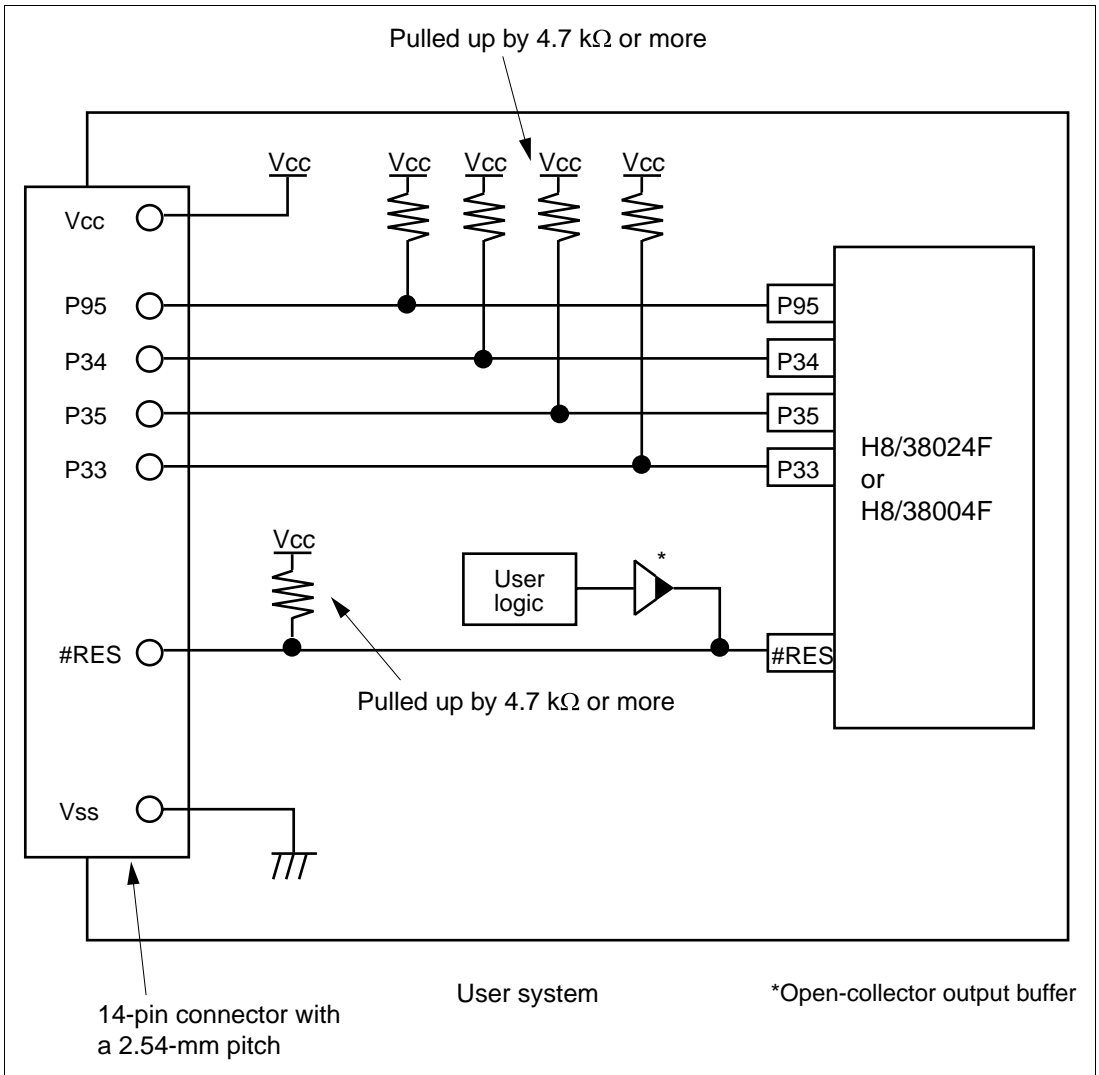 Pulled up by 4.7 kΩ or more
Vcc
Vcc
Vcc
Vcc
Vcc
Vcc
P95
P95
P34
P34
P35
P35
P33
P33
H8/38024F
or
H8/38004F
Vcc
*
User
logic
#RES
#RES
Pulled up by 4.7 kΩ or more
Vss
User system
*Open-collector output buffer
14-pin connector with
a 2.54-mm pitch